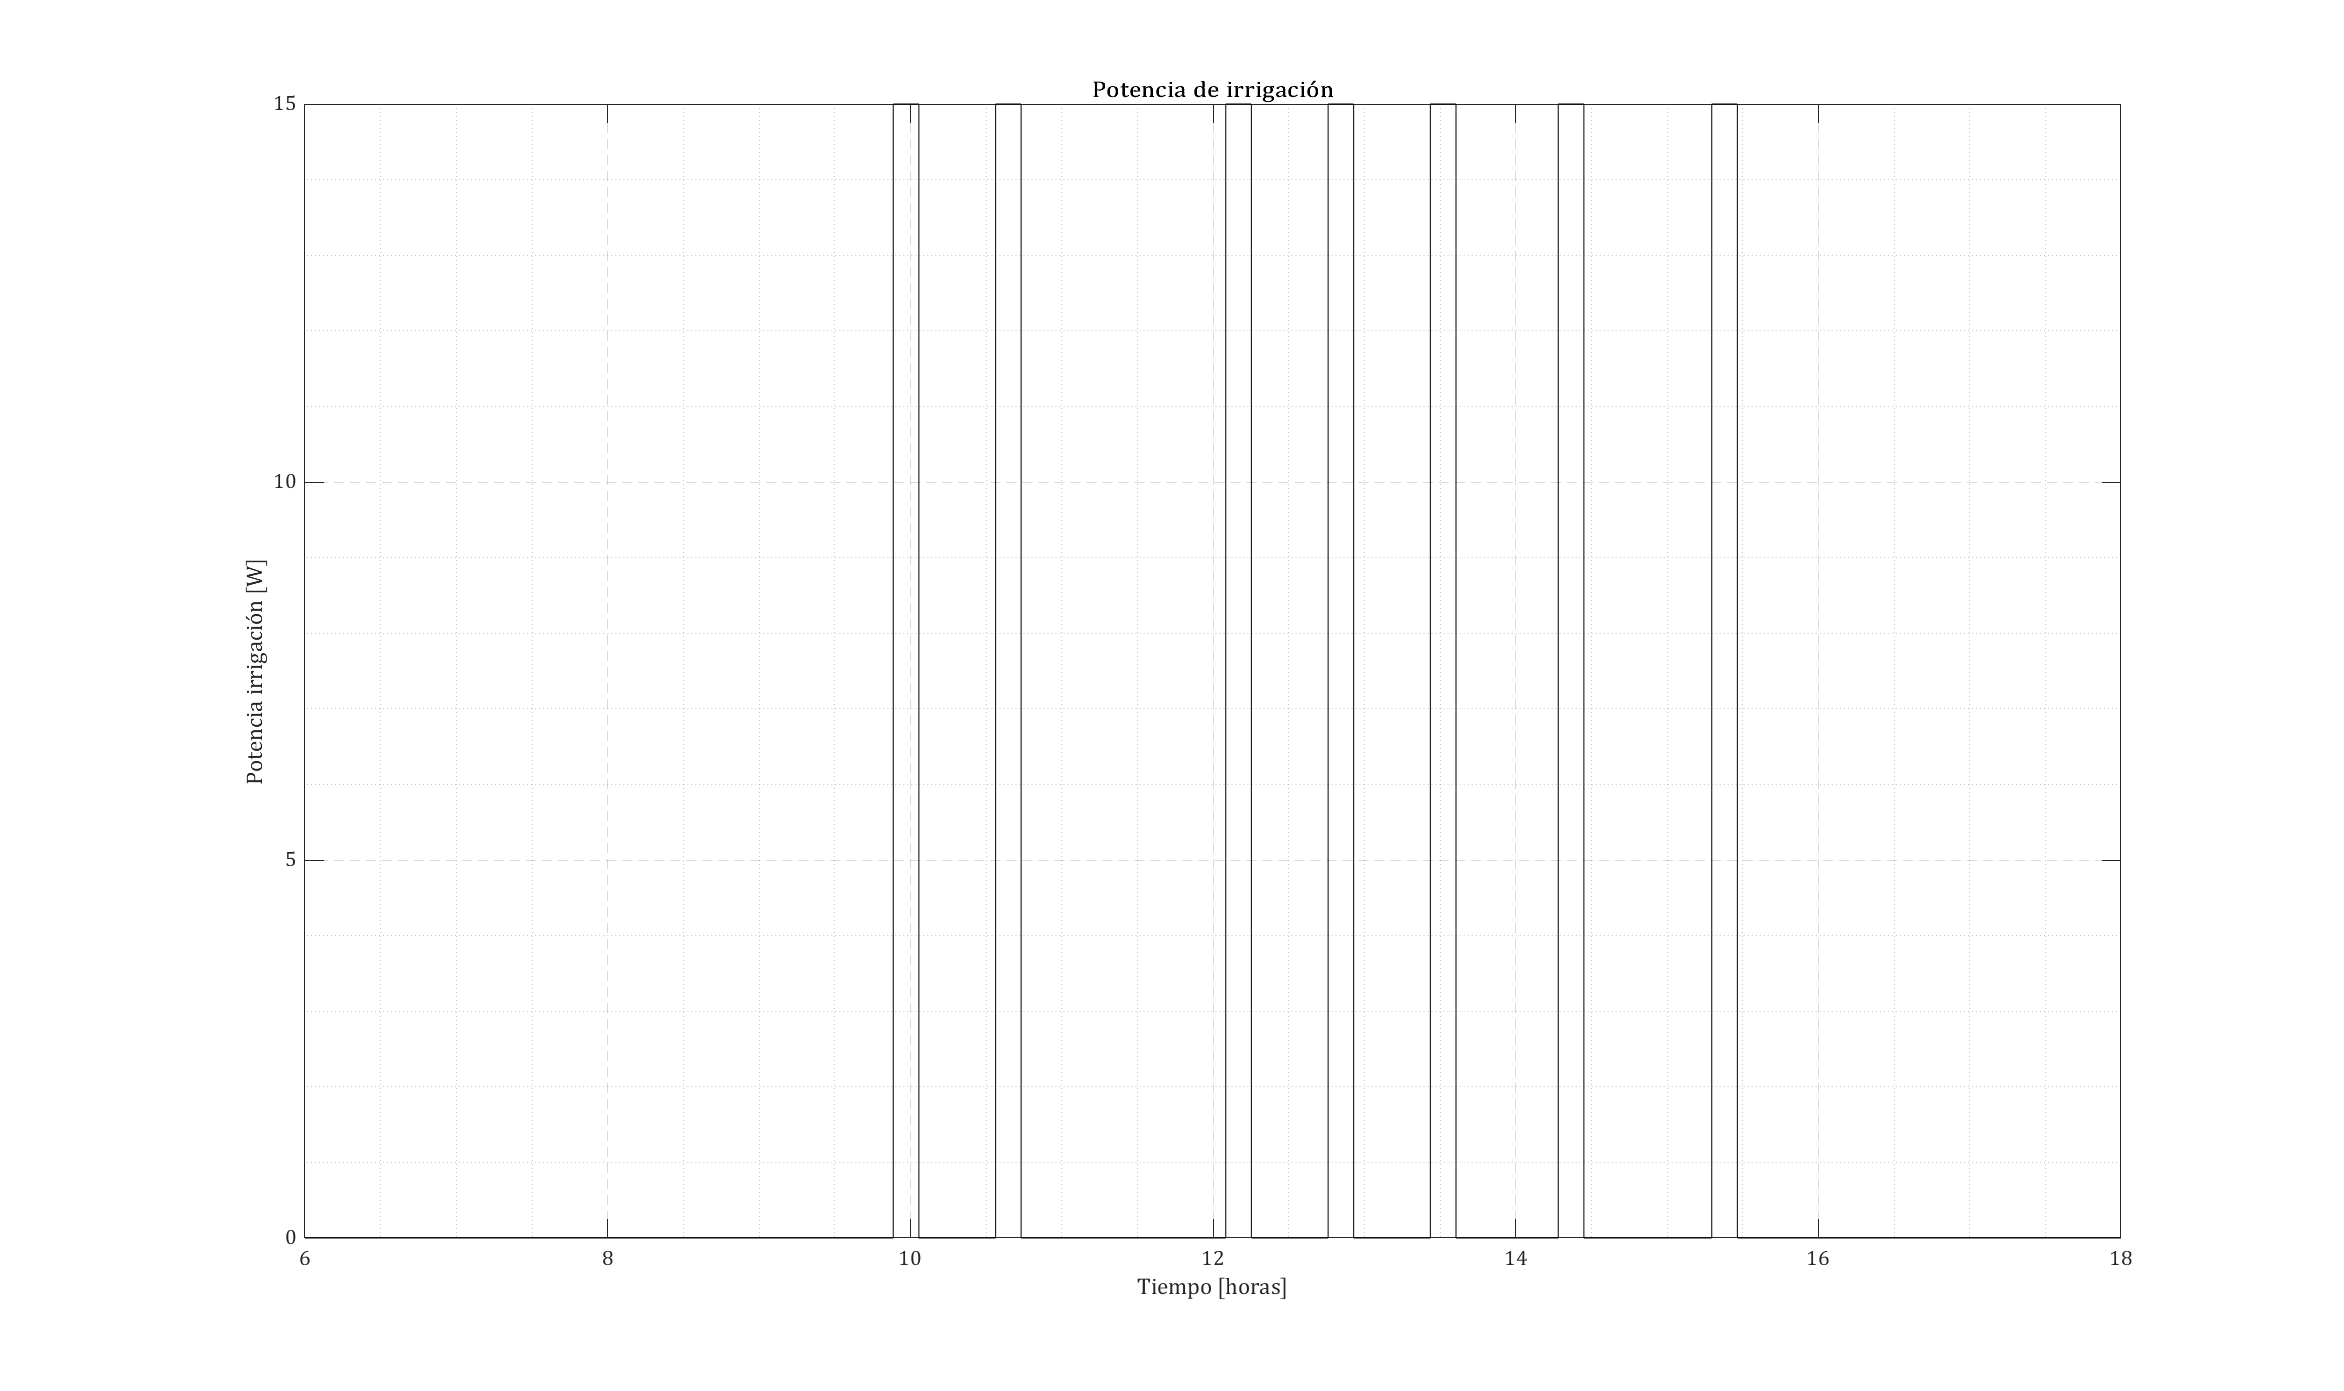 Potencia de irrigación
15
10
5
0
Potencia irrigación [W]
6 8 10 12 14 16 18
Tiempo [horas]